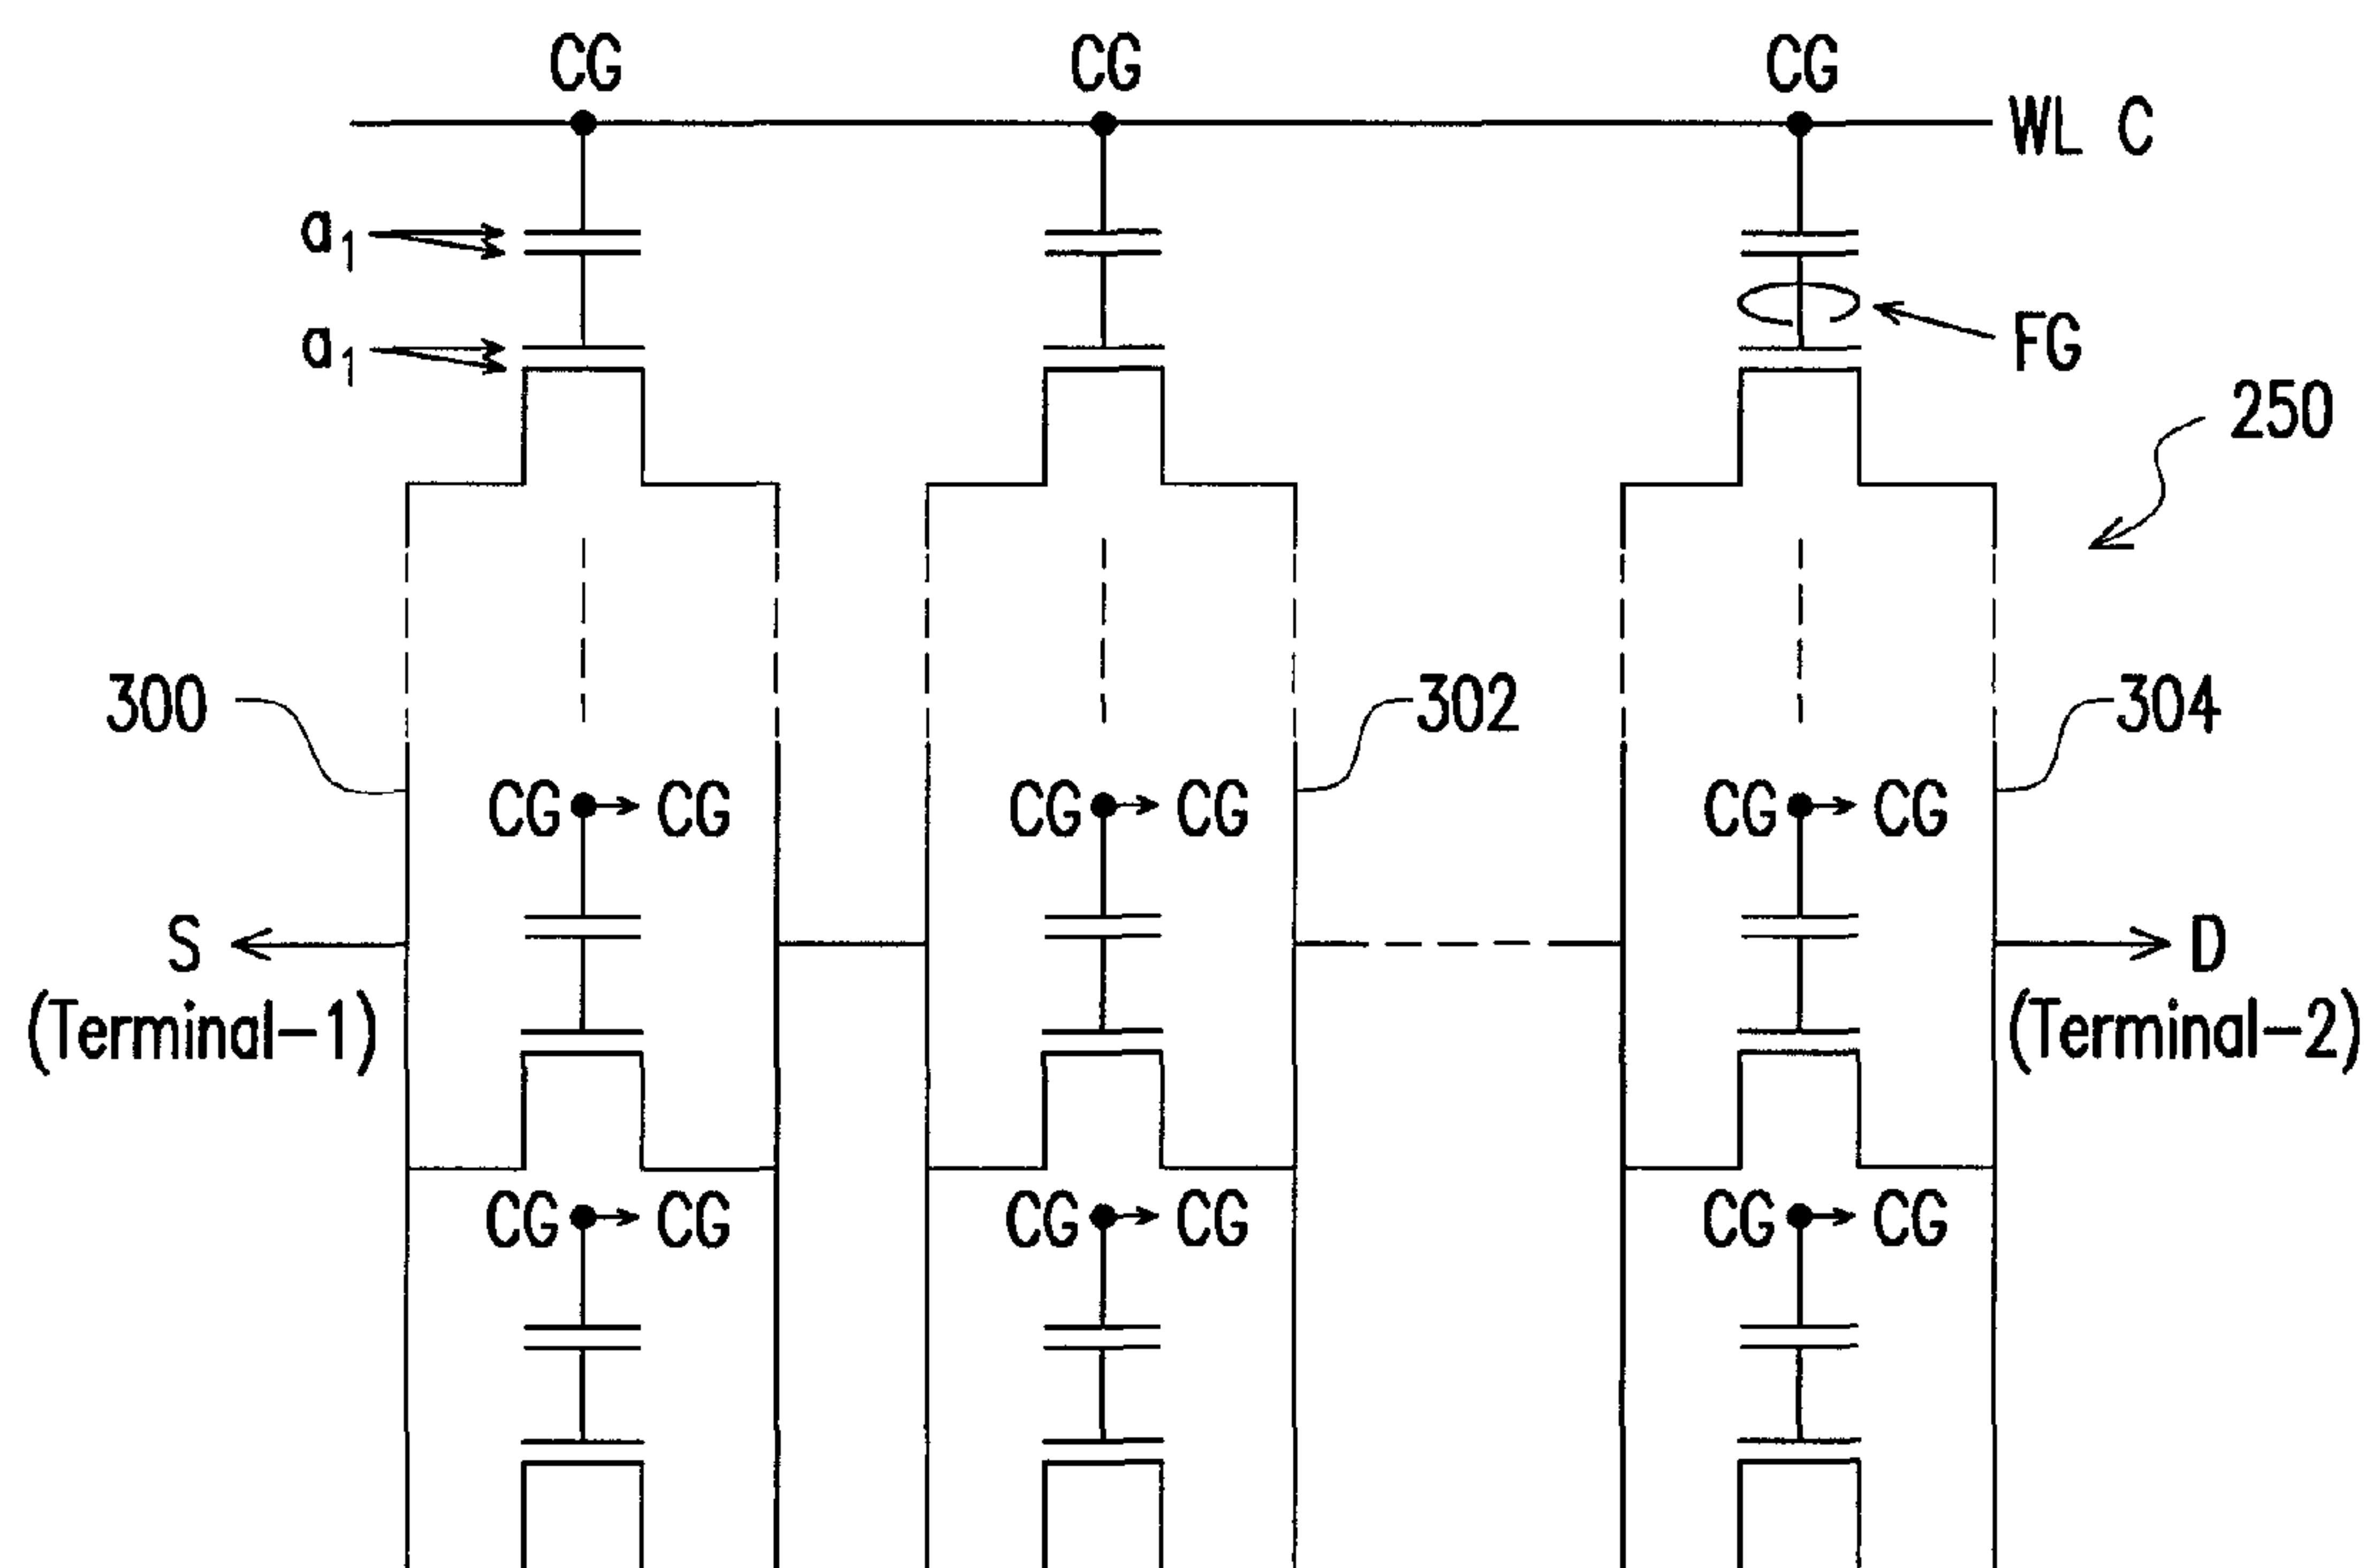 CG CG CG
WL C
a1
a1
FG
250
300 302 304
CG CG CG CG CG CG
S D
(Terminal-1) (Terminal-2)
CG CG CG CG CG CG